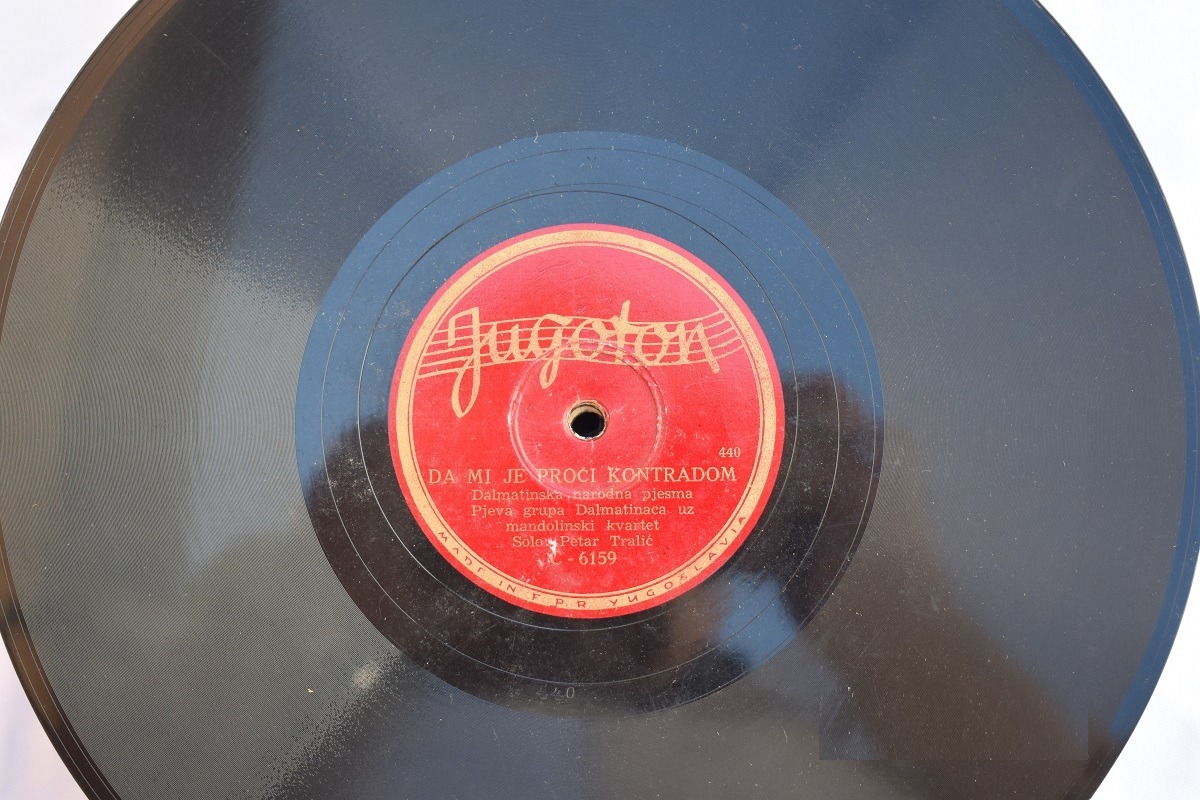 Jugoton
440
DA MI JE PROĆI KONTRADOM
Dalmatinska narodna pjesma
Pjeva grupa Dalmatinaca uz
mandolinski kvartet
Solo: Petar Tralić
C - 6159
MADE IN F.P.R YUGOSLAVIA